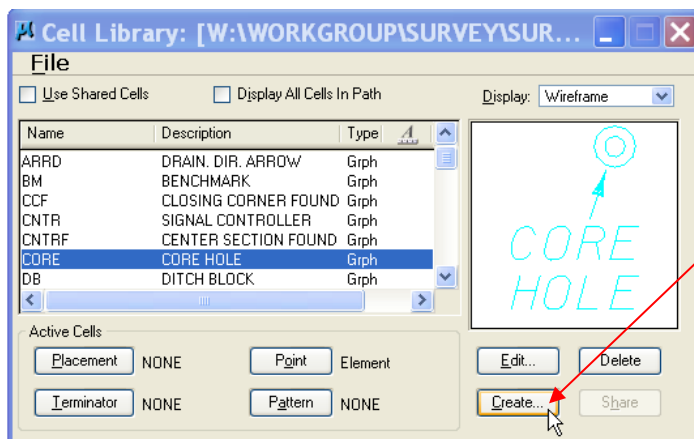 Cell Library: [W:\WORKGROUP\SURVEY\SUR...
File
Use Shared Cells Display All Cells In Path Display: Wireframe
Name Description Type A
ARRD DRAIN. DIR. ARROW Grph
BM BENCHMARK Grph
CCF CLOSING CORNER FOUND Grph
CNTR SIGNAL CONTROLLER Grph
CNTRF CENTER SECTION FOUND Grph
CORE CORE HOLE Grph
DB DITCH BLOCK Grph
CORE
HOLE
Active Cells
Placement NONE Point Element Edit... Delete
Terminator NONE Pattern NONE Create... Share